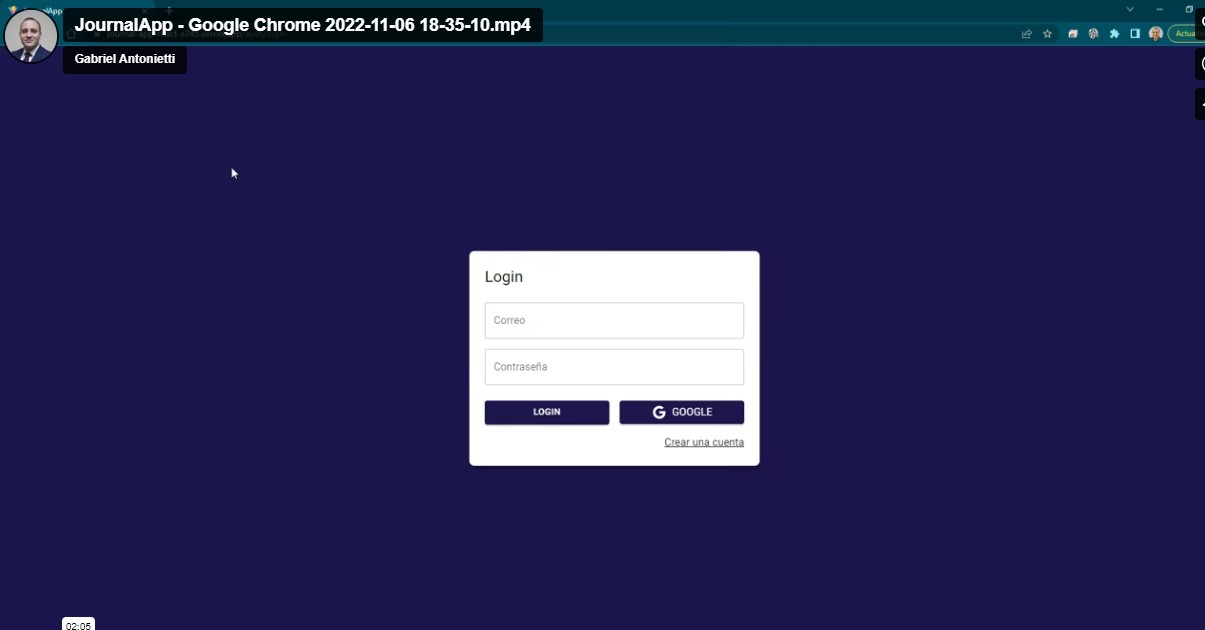 JournalApp - Google Chrome 2022-11-06 18-35-10.mp4
Gabriel Antonietti
Login
Correo
Contraseña
LOGIN
GOOGLE
Crear una cuenta
02:05